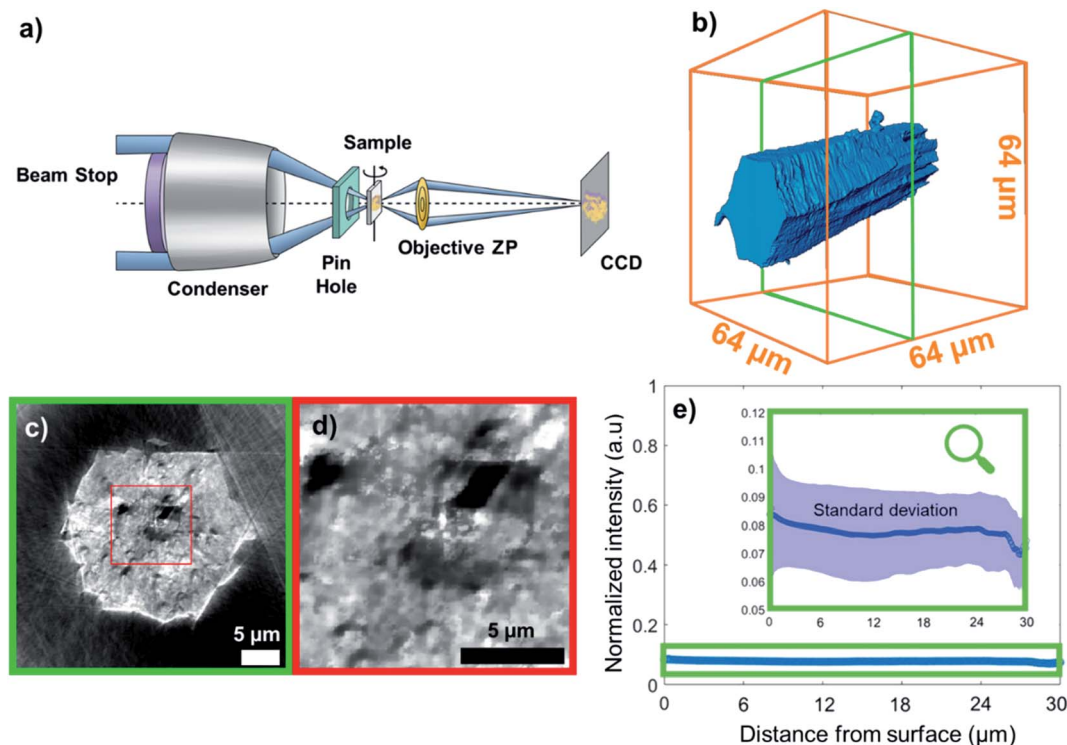 a)
Beam Stop
Condenser
Pin
Hole
Sample
Objective ZP
CCD
b)
64 μm
64 μm
64 μm
c)
5 μm
d)
5 μm
e)
Normalized intensity (a.u)
1
0.8
0.6
0.4
0.2
0
0.12
0.11
0.1
0.09
0.08
0.07
0.06
0.05
Standard deviation
0 6 12 18 24 30
0 6 12 18 24 30
Distance from surface (μm)